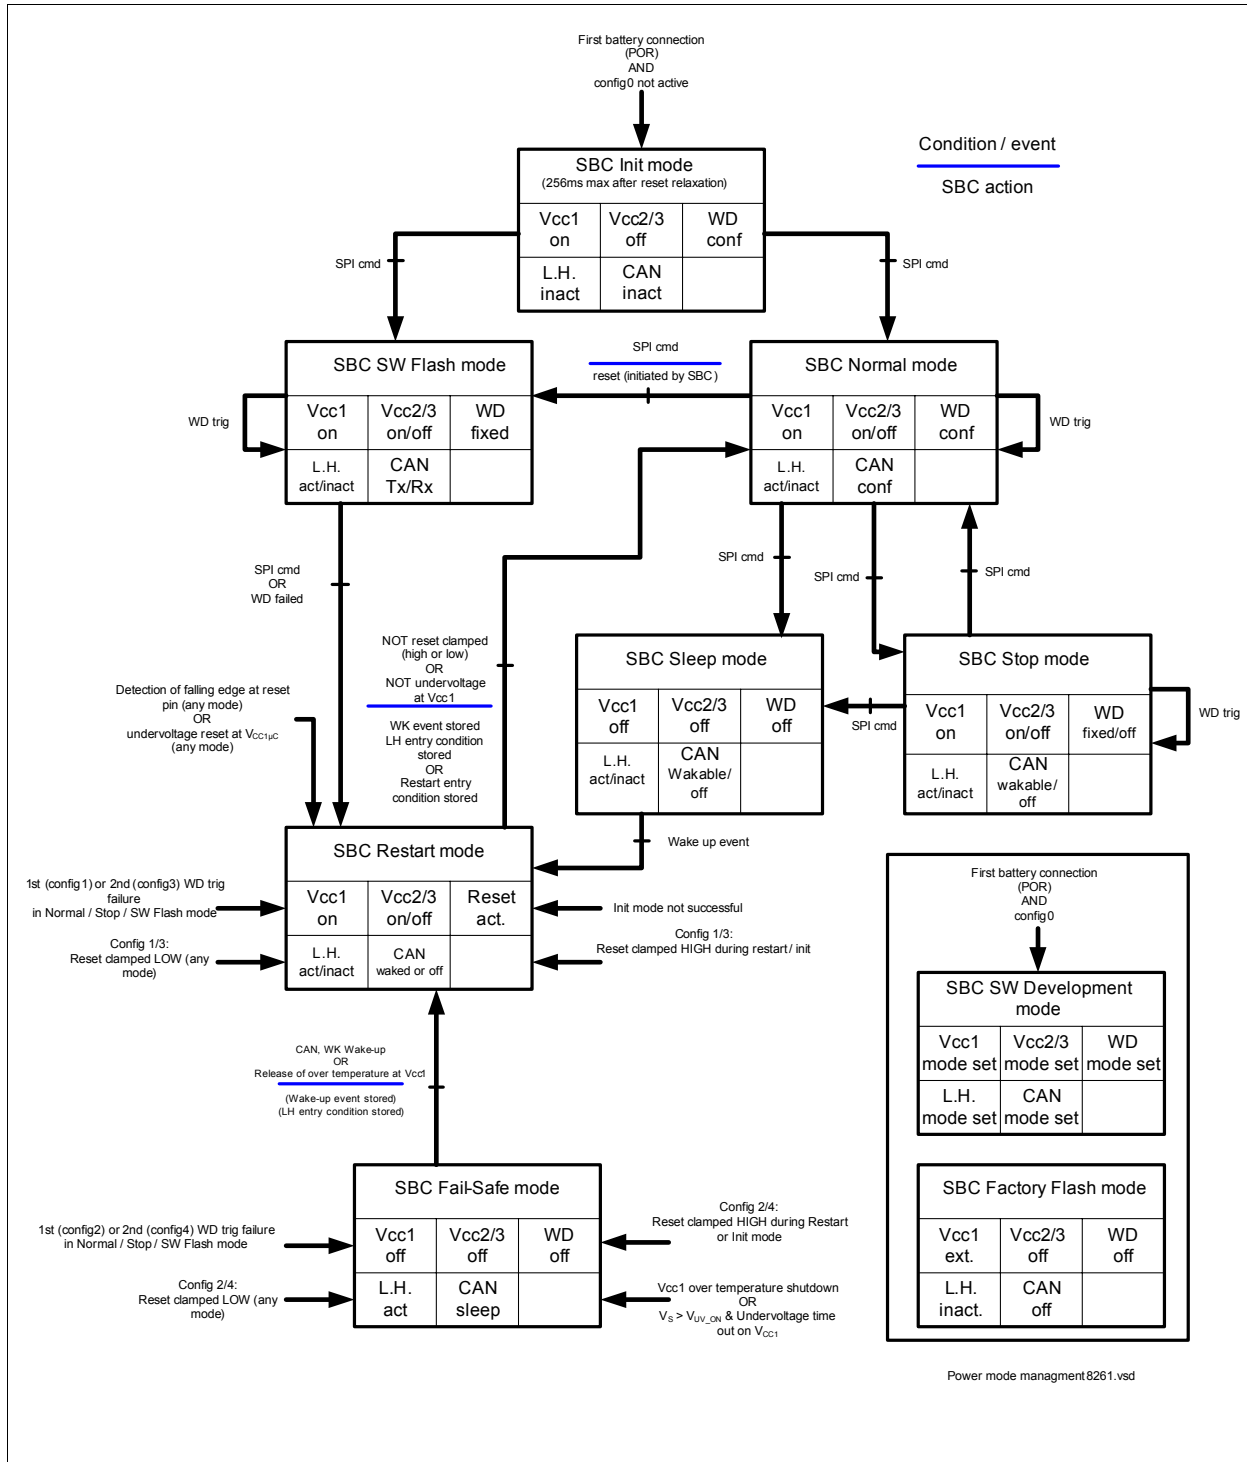 First battery connection
(POR)
AND
config0 not active
Condition / event
SBC action
SBC Init mode
(256ms max after reset relaxation)
Vcc1
on
Vcc2/3
off
WD
conf
L.H.
inact
CAN
inact
SPI cmd
SPI cmd
SBC SW Flash mode
Vcc1
on
Vcc2/3
on/off
WD
fixed
L.H.
act/inact
CAN
Tx/Rx
WD trig
SPI cmd
reset (initiated by SBC)
SBC Normal mode
Vcc1
on
Vcc2/3
on/off
WD
conf
L.H.
act/inact
CAN
conf
WD trig
SPI cmd
OR
WD failed
SPI cmd
SPI cmd
SPI cmd
NOT reset clamped
(high or low)
OR
NOT undervoltage
at Vcc1
WK event stored
LH entry condition
stored
OR
Restart entry
condition stored
SBC Sleep mode
Vcc1
off
Vcc2/3
off
WD
off
L.H.
act/inact
CAN
Wakable/
off
SPI cmd
SBC Stop mode
Vcc1
on
Vcc2/3
on/off
WD
fixed/off
L.H.
act/inact
CAN
wakable/
off
WD trig
Detection of falling edge at reset
pin (any mode)
OR
undervoltage reset at VCC1µC
(any mode)
Wake up event
SBC Restart mode
Vcc1
on
Vcc2/3
on/off
Reset
act.
L.H.
act/inact
CAN
waked or off
1st (config1) or 2nd (config3) WD trig
failure
in Normal / Stop / SW Flash mode
Config 1/3:
Reset clamped LOW (any
mode)
Init mode not successful
Config 1/3:
Reset clamped HIGH during restart / init
First battery connection
(POR)
AND
config0
SBC SW Development
mode
Vcc1
mode set
Vcc2/3
mode set
WD
mode set
L.H.
mode set
CAN
mode set
CAN, WK Wake-up
OR
Release of over temperature at Vcc1
(Wake-up event stored)
(LH entry condition stored)
SBC Fail-Safe mode
Vcc1
off
Vcc2/3
off
WD
off
L.H.
act
CAN
sleep
1st (config2) or 2nd (config4) WD trig failure
in Normal / Stop / SW Flash mode
Config 2/4:
Reset clamped LOW (any
mode)
Config 2/4:
Reset clamped HIGH during Restart
or Init mode
Vcc1 over temperature shutdown
OR
VS > VUV_ON & Undervoltage time
out on VCC1
SBC Factory Flash mode
Vcc1
ext.
Vcc2/3
off
WD
off
L.H.
inact.
CAN
off
Power mode managment8261.vsd